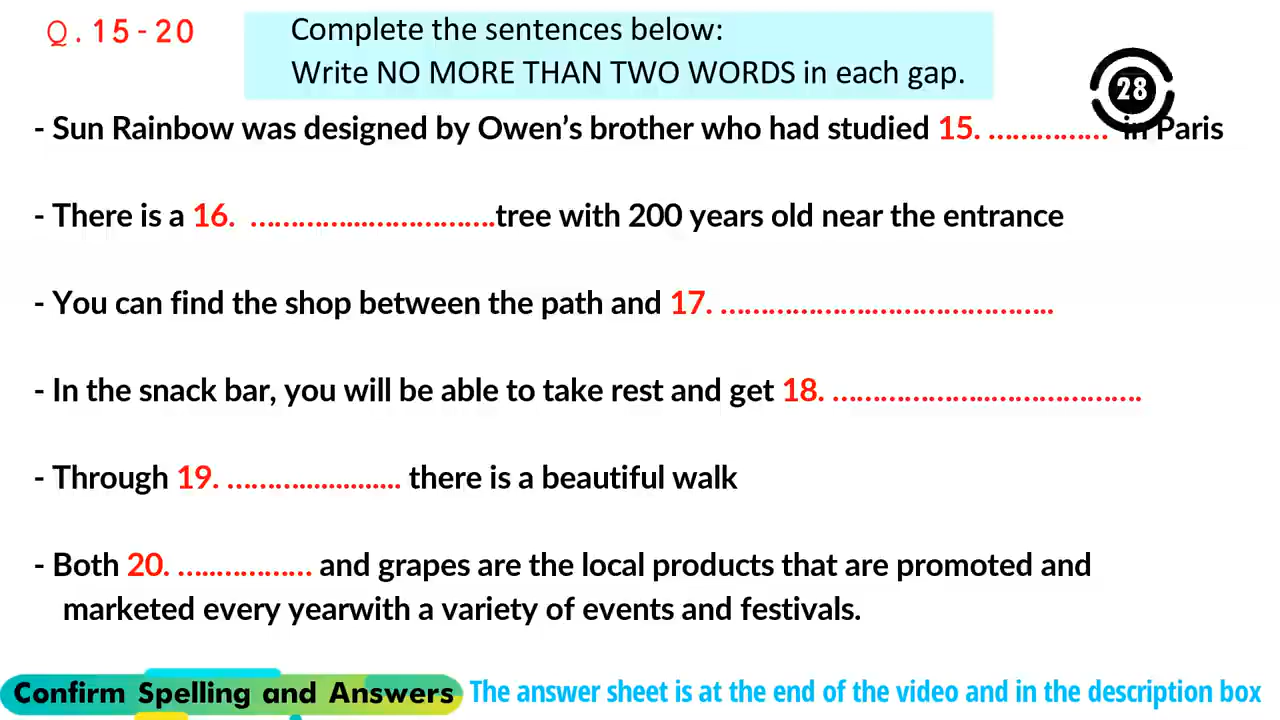 Q.15-20
Complete the sentences below:
Write NO MORE THAN TWO WORDS in each gap.
28
- Sun Rainbow was designed by Owen's brother who had studied 15. …………… in Paris
- There is a 16. …………..…………….tree with 200 years old near the entrance
- You can find the shop between the path and 17. ……………….…………………..
- In the snack bar, you will be able to take rest and get 18. ………………..……………….
- Through 19. ………............. there is a beautiful walk
- Both 20. …..………… and grapes are the local products that are promoted and
marketed every yearwith a variety of events and festivals.
Confirm Spelling and Answers
The answer sheet is at the end of the video and in the description box